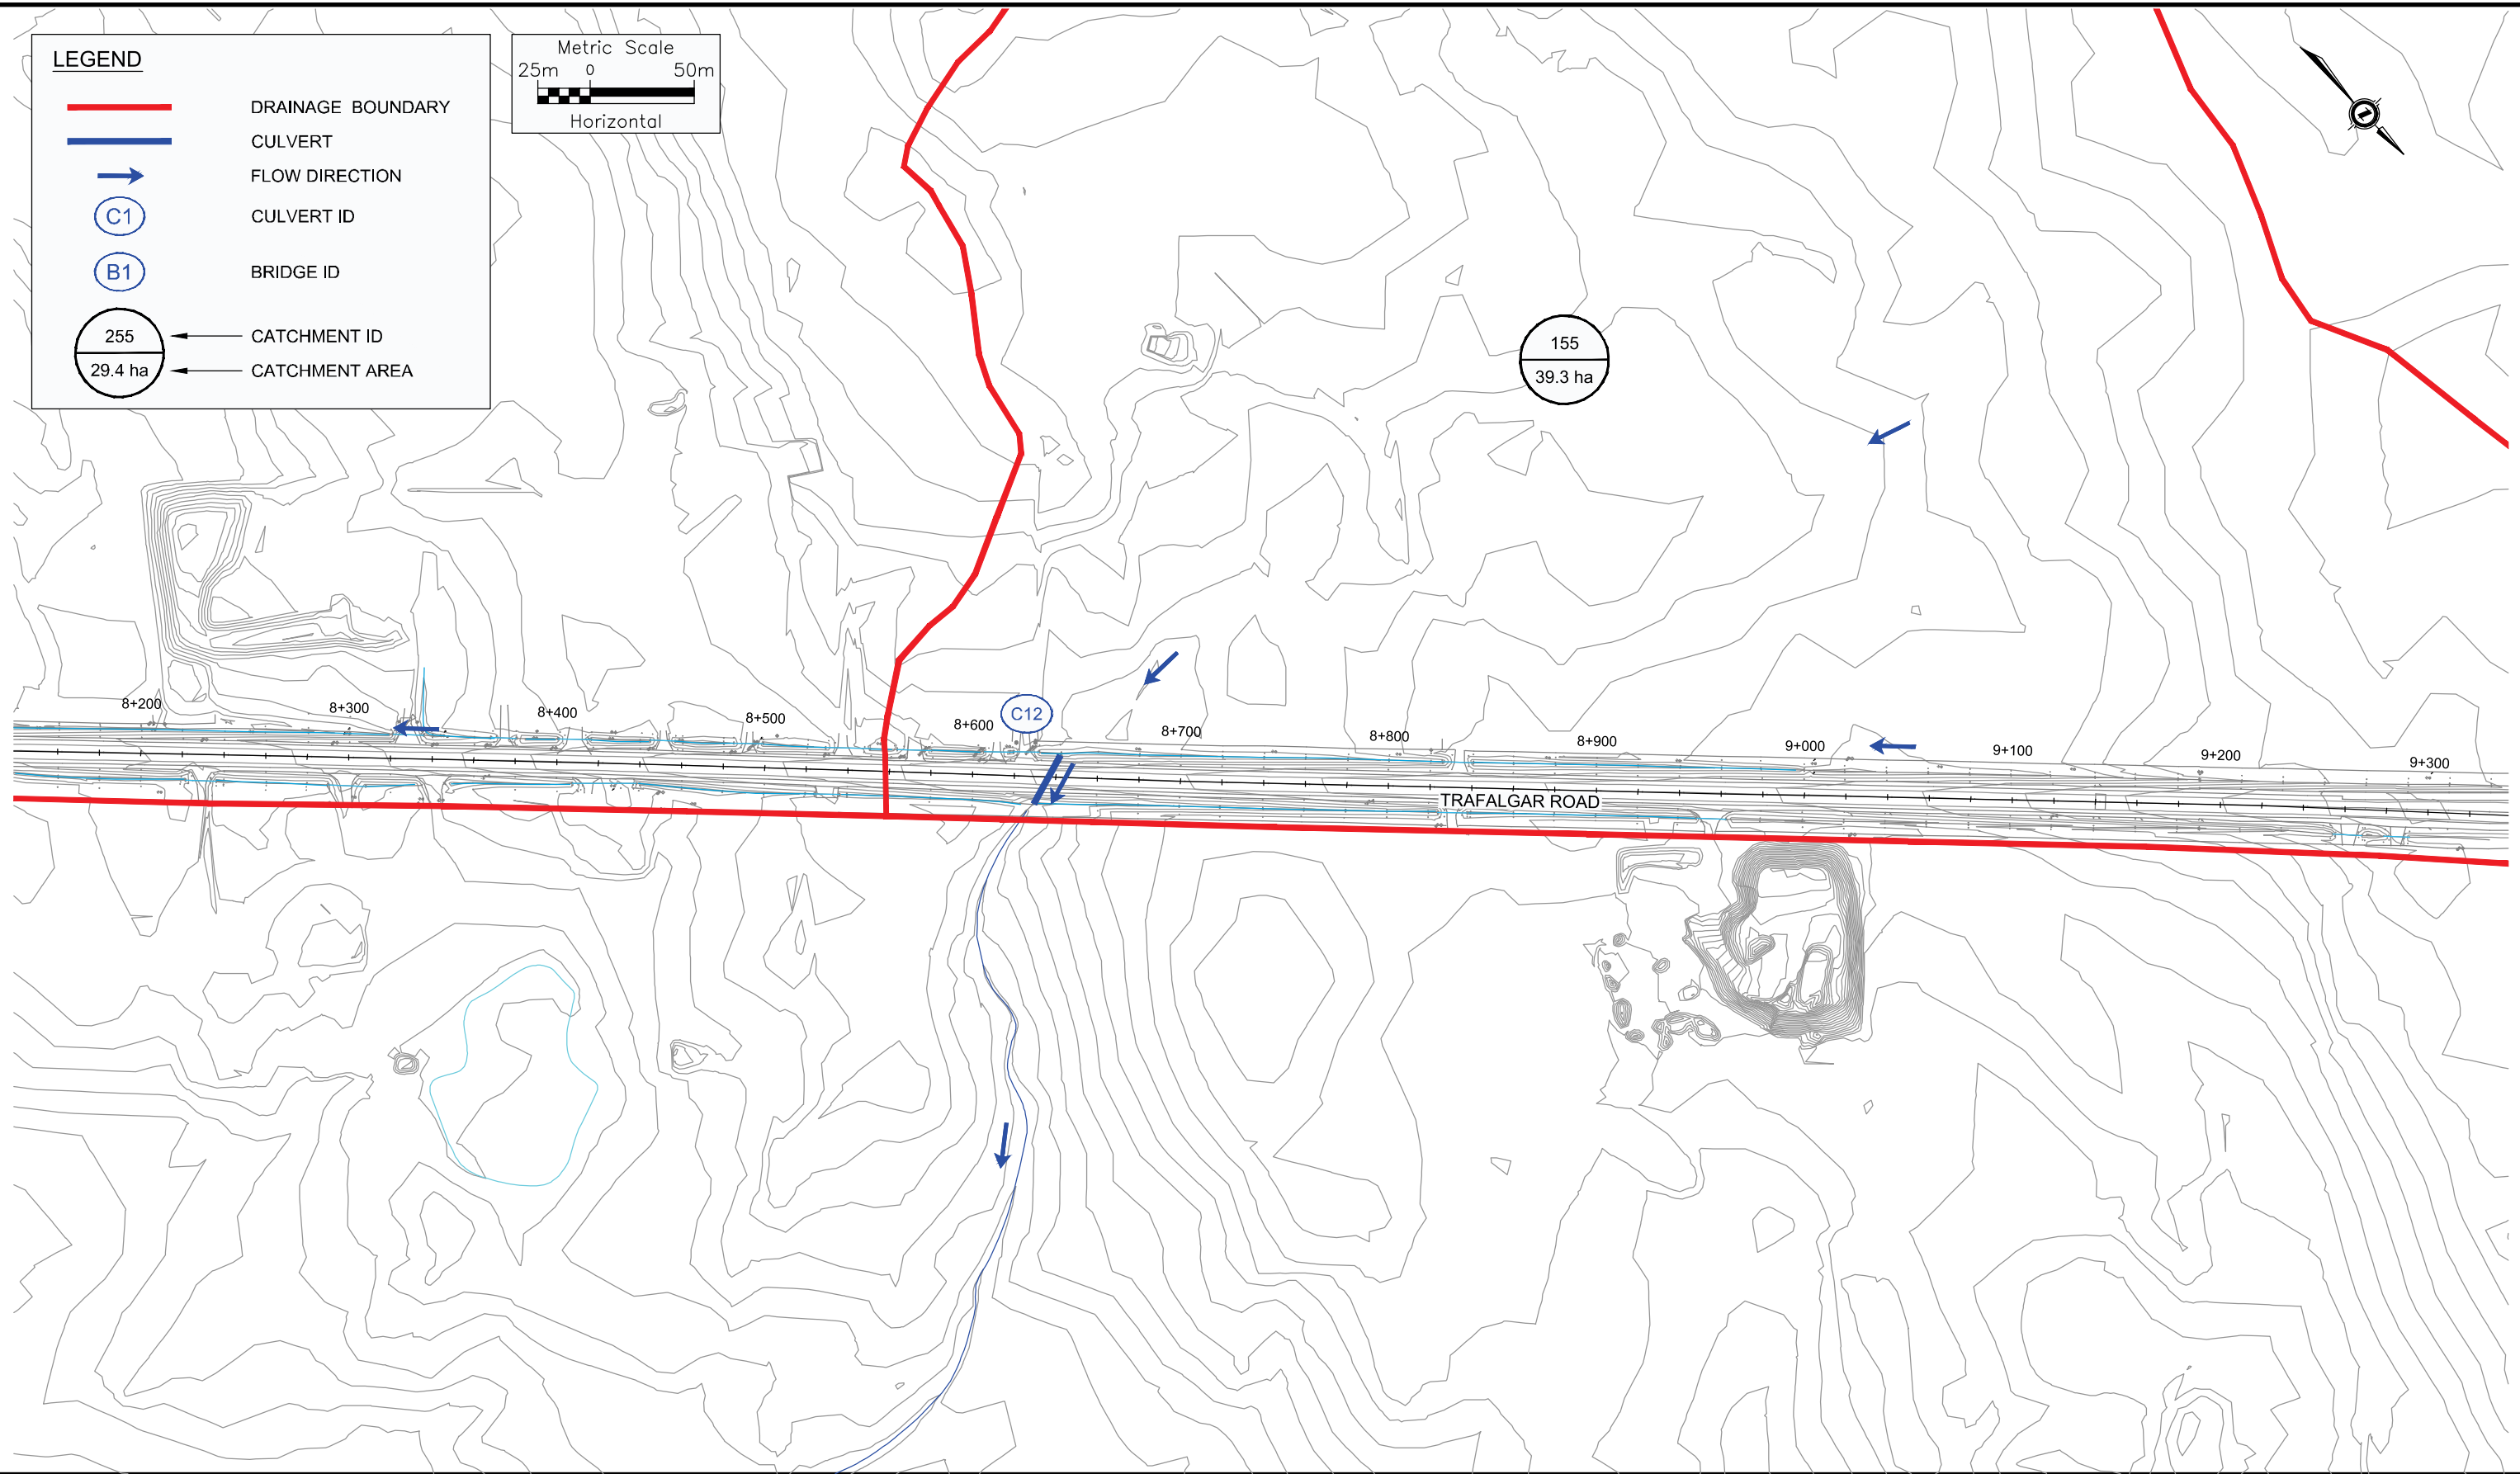 LEGEND
DRAINAGE BOUNDARY
CULVERT
FLOW DIRECTION
C1
CULVERT ID
B1
BRIDGE ID
255
CATCHMENT ID
29.4 ha
CATCHMENT AREA
Metric Scale
25m 0 50m
Horizontal
N
155
39.3 ha
8+200
8+300
8+400
8+500
8+600
C12
8+700
8+800
8+900
9+000
9+100
9+200
9+300
TRAFALGAR ROAD